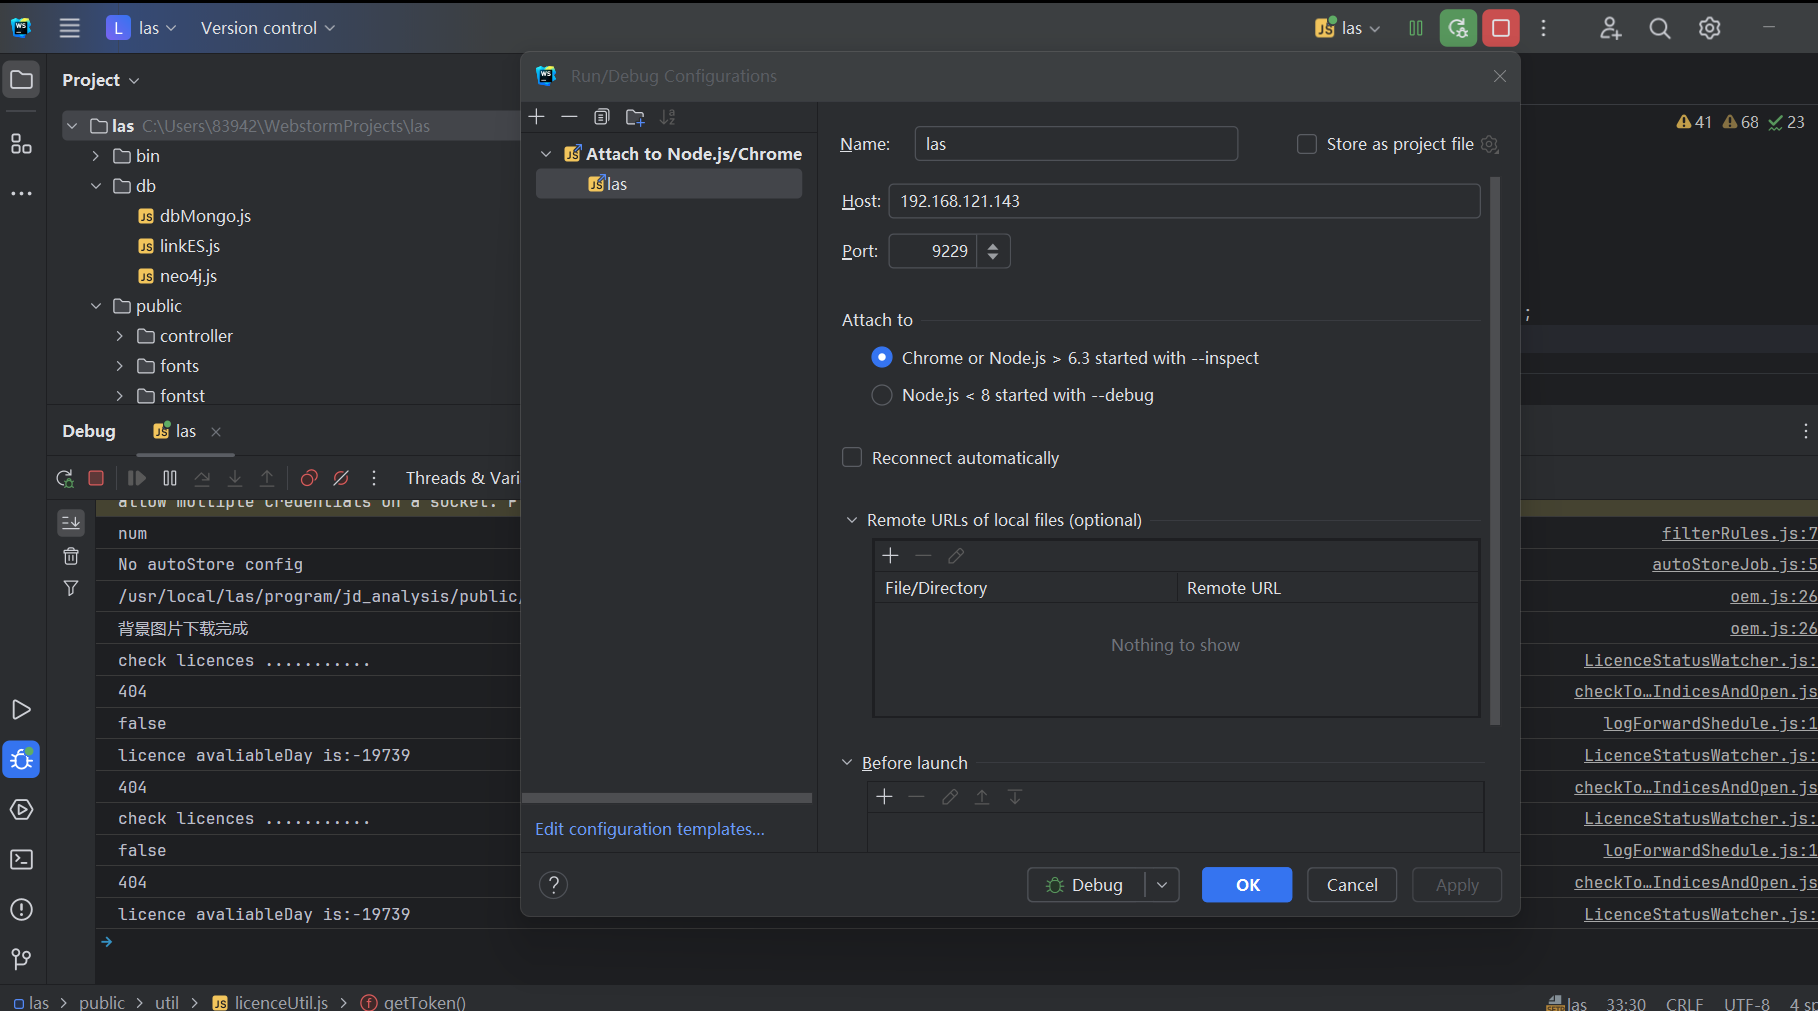 L las
Version control
las
Project
las C:\Users\83942\WebstormProjects\las
bin
db
dbMongo.js
linkES.js
neo4j.js
public
controller
fonts
fontst
41 68 23
;
Debug las
Threads & Vari
allow multiple credentials on a socket.
num
No autoStore config
/usr/local/las/program/jd_analysis/public/
背景图片下载完成
check licences ...........
404
false
licence avaliableDay is:-19739
404
check licences ...........
false
404
licence avaliableDay is:-19739
filterRules.js:7
autoStoreJob.js:5
oem.js:26
oem.js:26
LicenceStatusWatcher.js:
checkTo…IndicesAndOpen.js
logForwardShedule.js:1
LicenceStatusWatcher.js:
checkTo…IndicesAndOpen.js
LicenceStatusWatcher.js:
logForwardShedule.js:1
checkTo…IndicesAndOpen.js
LicenceStatusWatcher.js:
Run/Debug Configurations
Attach to Node.js/Chrome
las
Edit configuration templates...
Name: las
Store as project file
Host: 192.168.121.143
Port: 9229
Attach to
Chrome or Node.js > 6.3 started with --inspect
Node.js < 8 started with --debug
Reconnect automatically
Remote URLs of local files (optional)
File/Directory Remote URL
Nothing to show
Before launch
? Debug OK Cancel Apply
las > public > util > licenceUtil.js > getToken()
las 33:30 CRLF UTF-8 4 sp